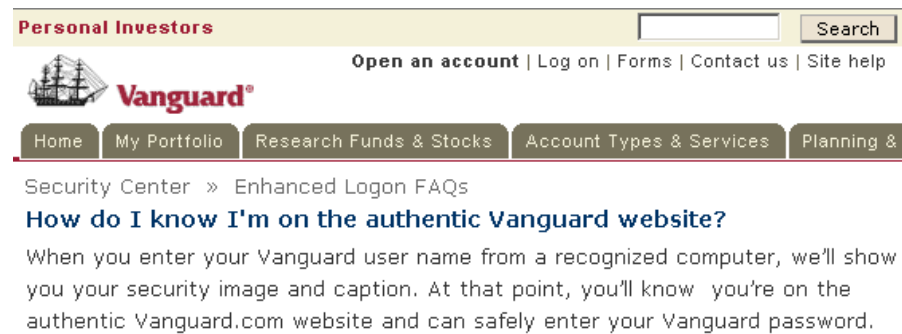 Personal Investors
Search
Open an account | Log on | Forms | Contact us | Site help
Vanguard®
Home My Portfolio Research Funds & Stocks Account Types & Services Planning &
Security Center » Enhanced Logon FAQs
How do I know I'm on the authentic Vanguard website?
When you enter your Vanguard user name from a recognized computer, we'll show
you your security image and caption. At that point, you'll know you're on the
authentic Vanguard.com website and can safely enter your Vanguard password.